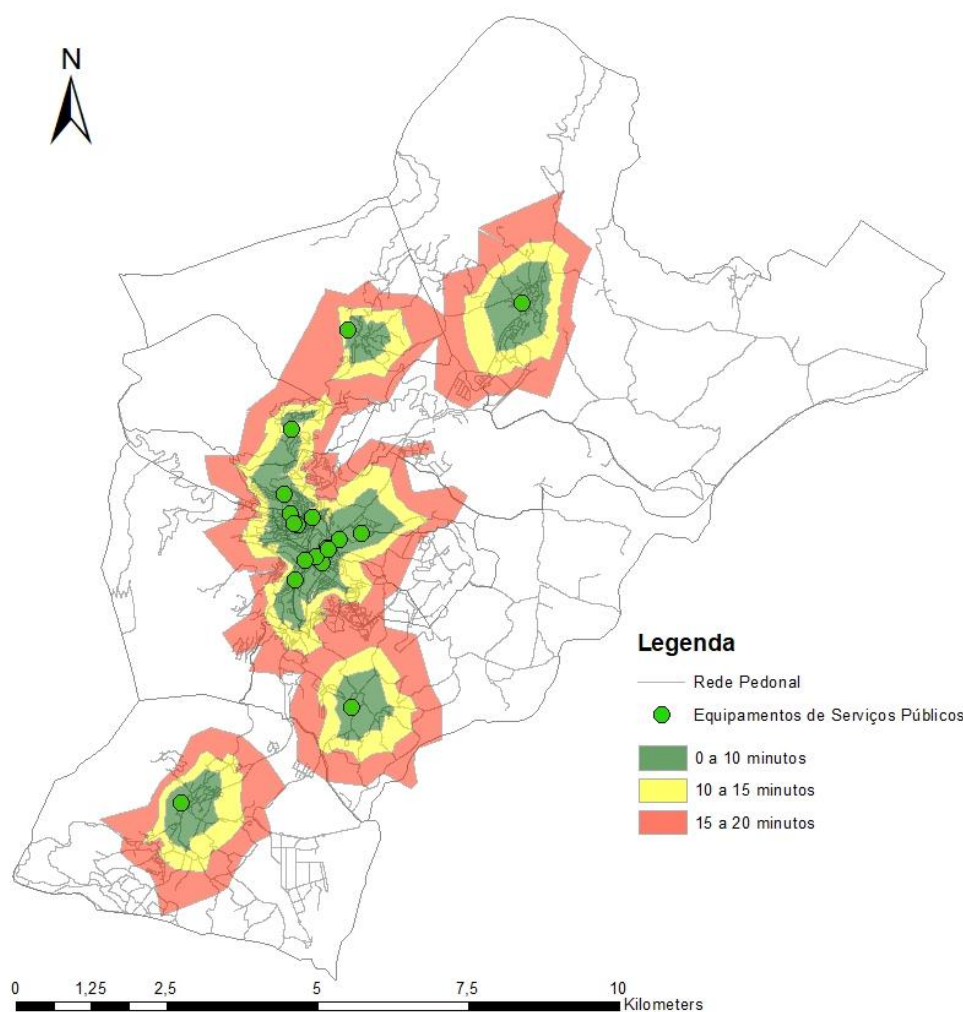 N
Legenda
Rede Pedonal
Equipamentos de Serviços Públicos
0 a 10 minutos
10 a 15 minutos
15 a 20 minutos
0 1,25 2,5 5 7,5 10
Kilometers